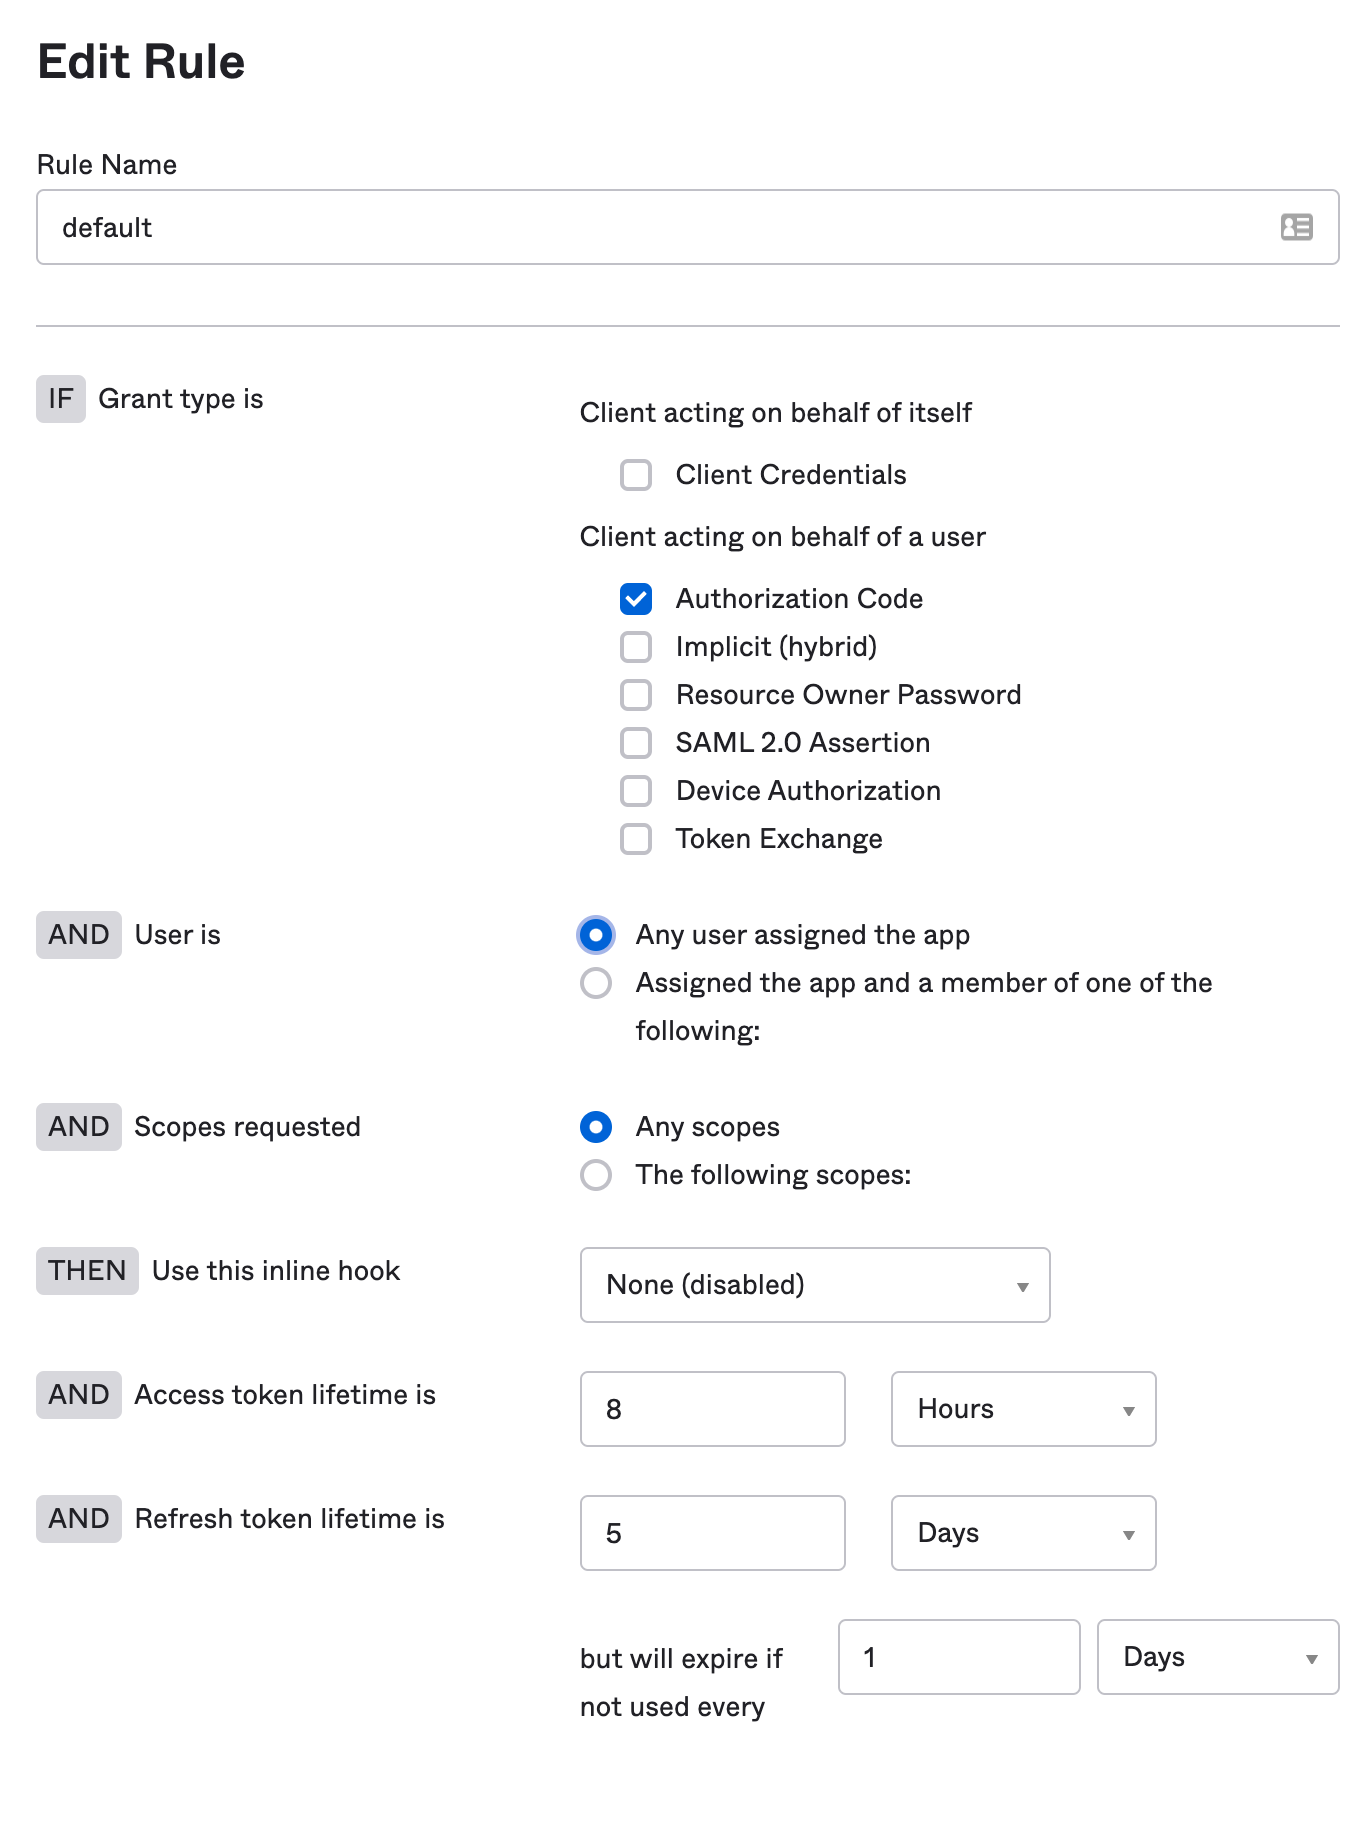 Edit Rule
Rule Name
default
IF Grant type is
Client acting on behalf of itself
Client Credentials
Client acting on behalf of a user
Authorization Code
Implicit (hybrid)
Resource Owner Password
SAML 2.0 Assertion
Device Authorization
Token Exchange
AND User is
Any user assigned the app
Assigned the app and a member of one of the
following:
AND Scopes requested
Any scopes
The following scopes:
THEN Use this inline hook
None (disabled)
AND Access token lifetime is
8 Hours
AND Refresh token lifetime is
5 Days
but will expire if
not used every
1 Days